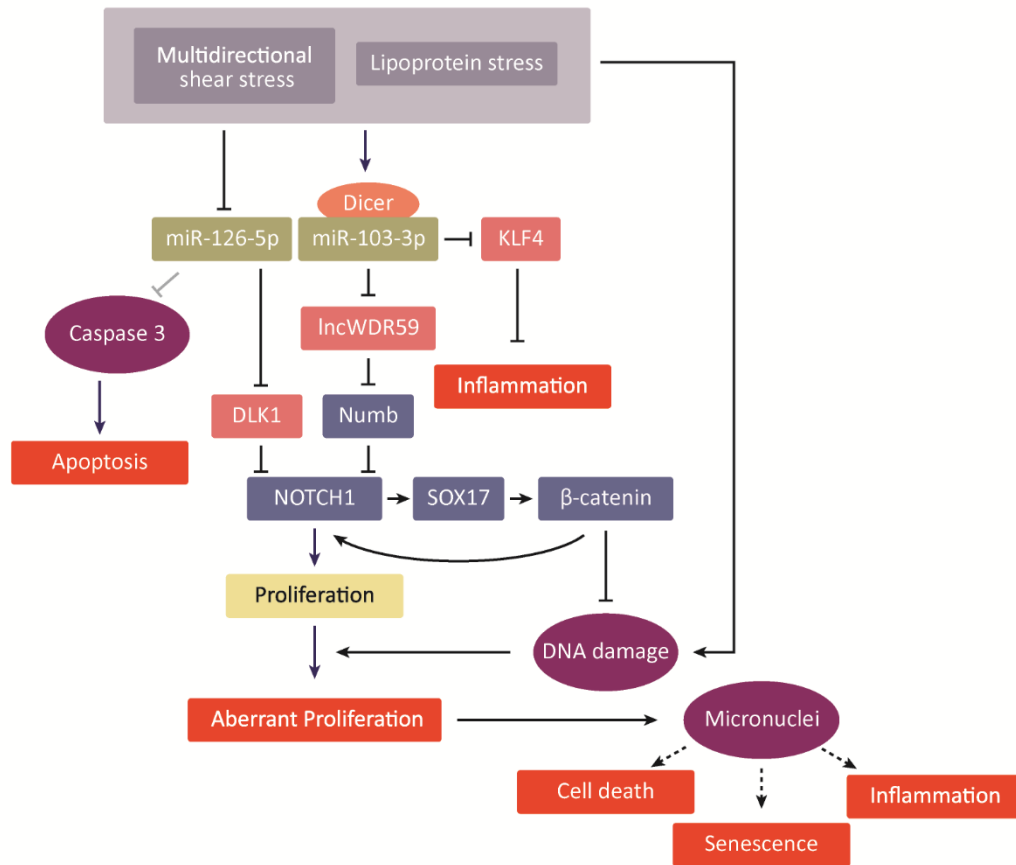 Multidirectional
shear stress
Lipoprotein stress
Dicer
miR-126-5p
miR-103-3p
KLF4
Caspase 3
lncWDR59
Inflammation
DLK1
Numb
Apoptosis
NOTCH1
SOX17
β-catenin
Proliferation
DNA damage
Aberrant Proliferation
Micronuclei
Cell death
Inflammation
Senescence